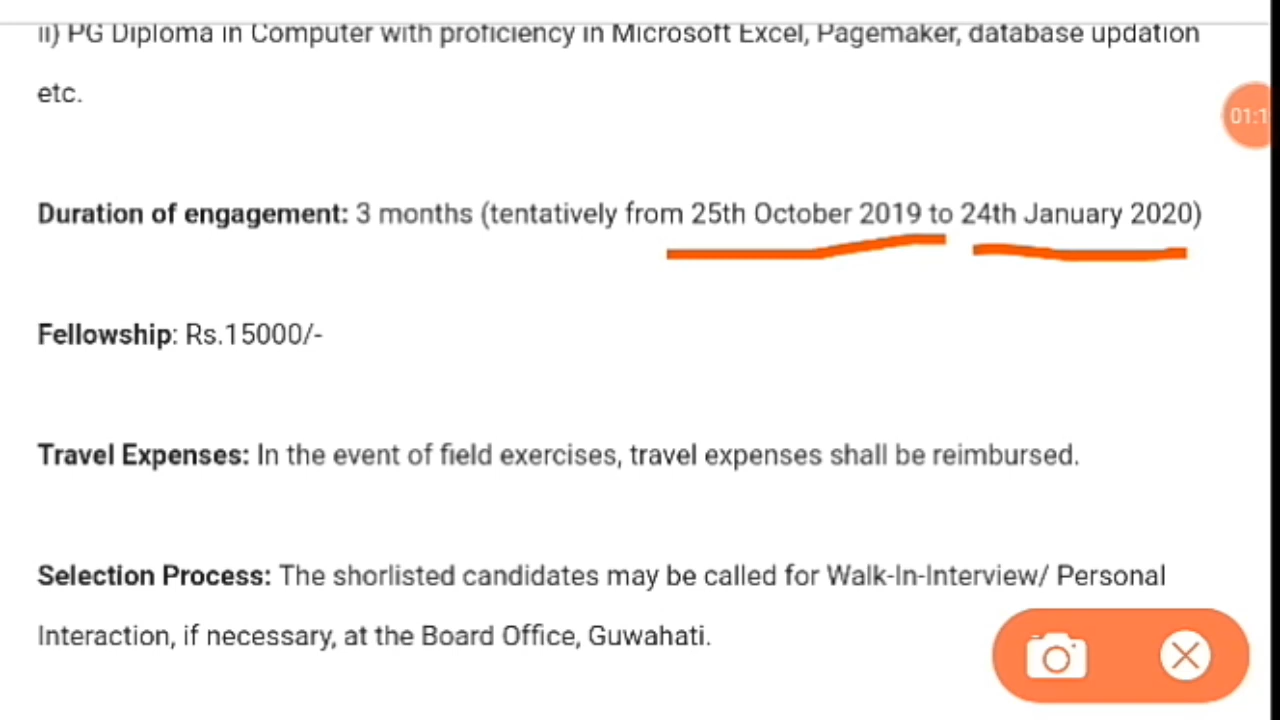 ii) PG Diploma in Computer with proficiency in Microsoft Excel, Pagemaker, database updation
etc.
01:1
Duration of engagement: 3 months (tentatively from 25th October 2019 to 24th January 2020)
Fellowship: Rs.15000/-
Travel Expenses: In the event of field exercises, travel expenses shall be reimbursed.
Selection Process: The shorlisted candidates may be called for Walk-In-Interview/ Personal
Interaction, if necessary, at the Board Office, Guwahati.